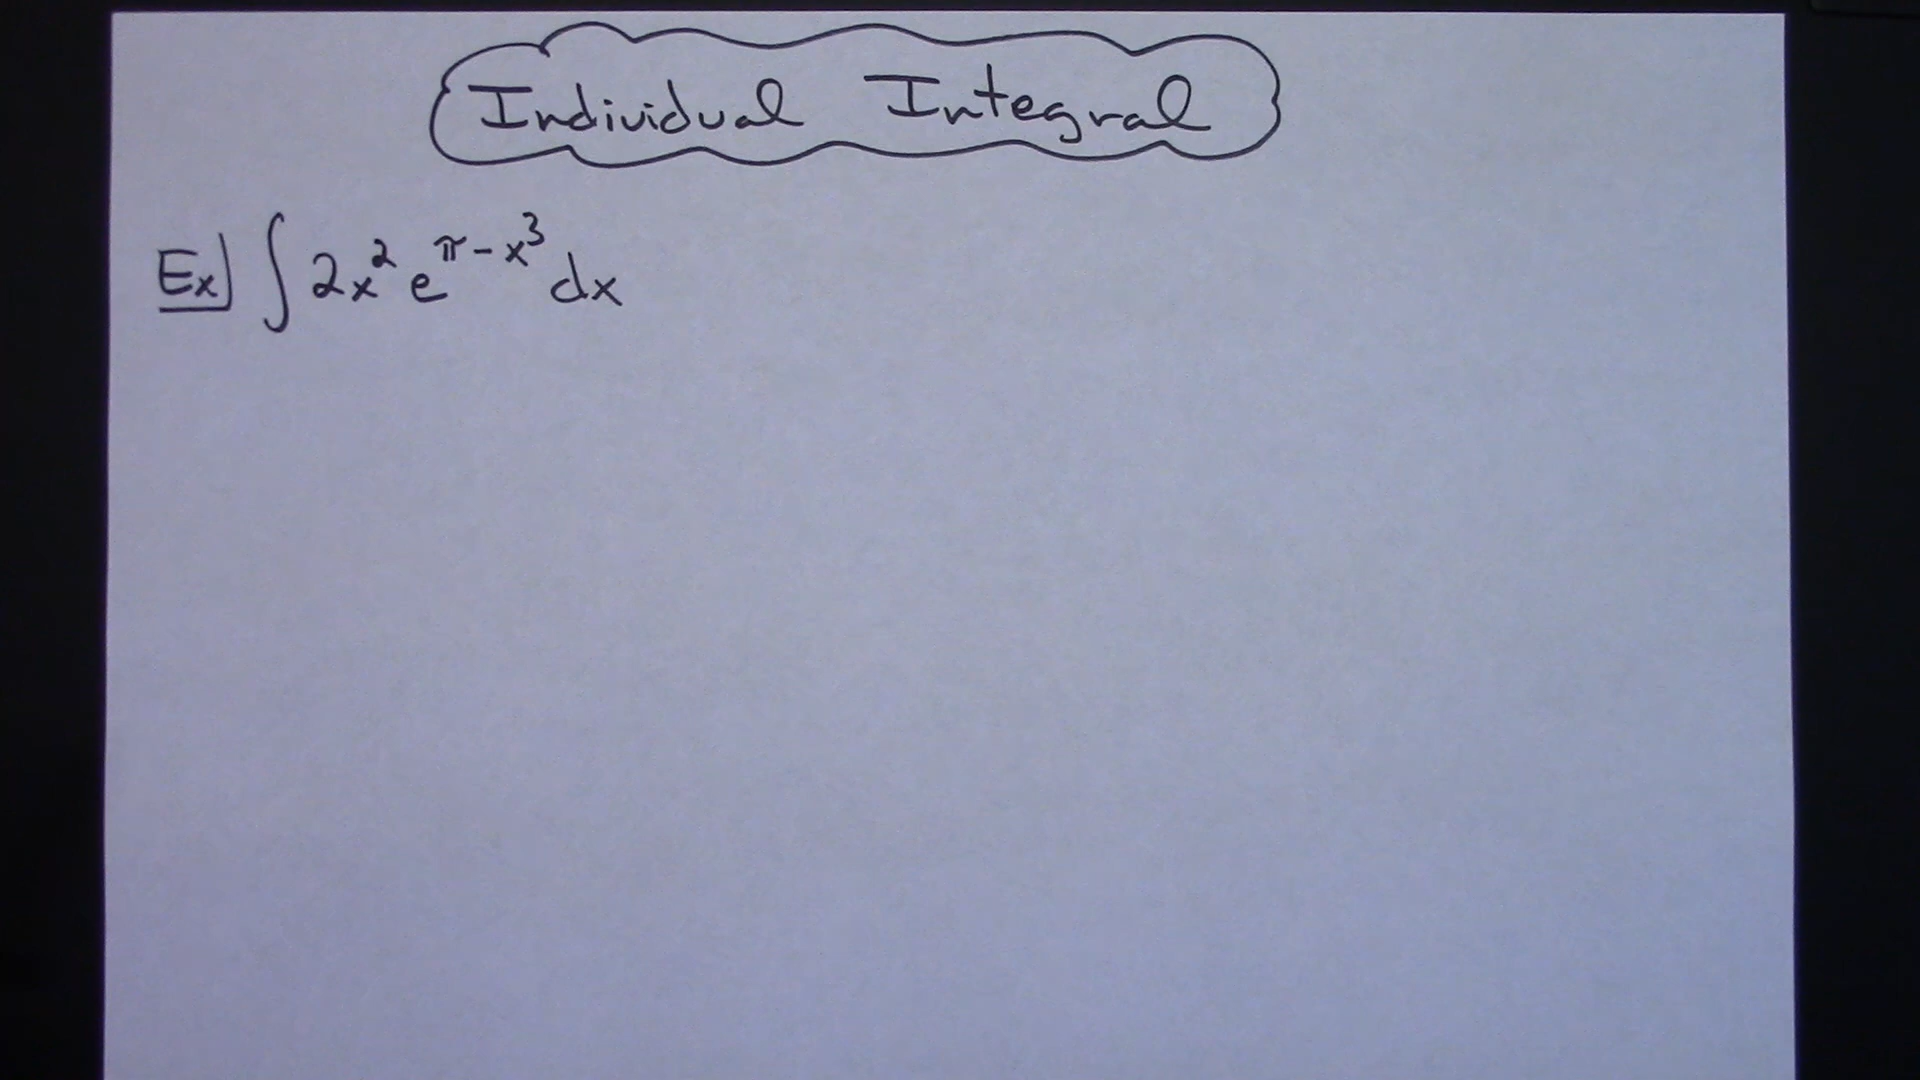 Individual Integral
Ex) ∫ 2x² e^(π - x³) dx